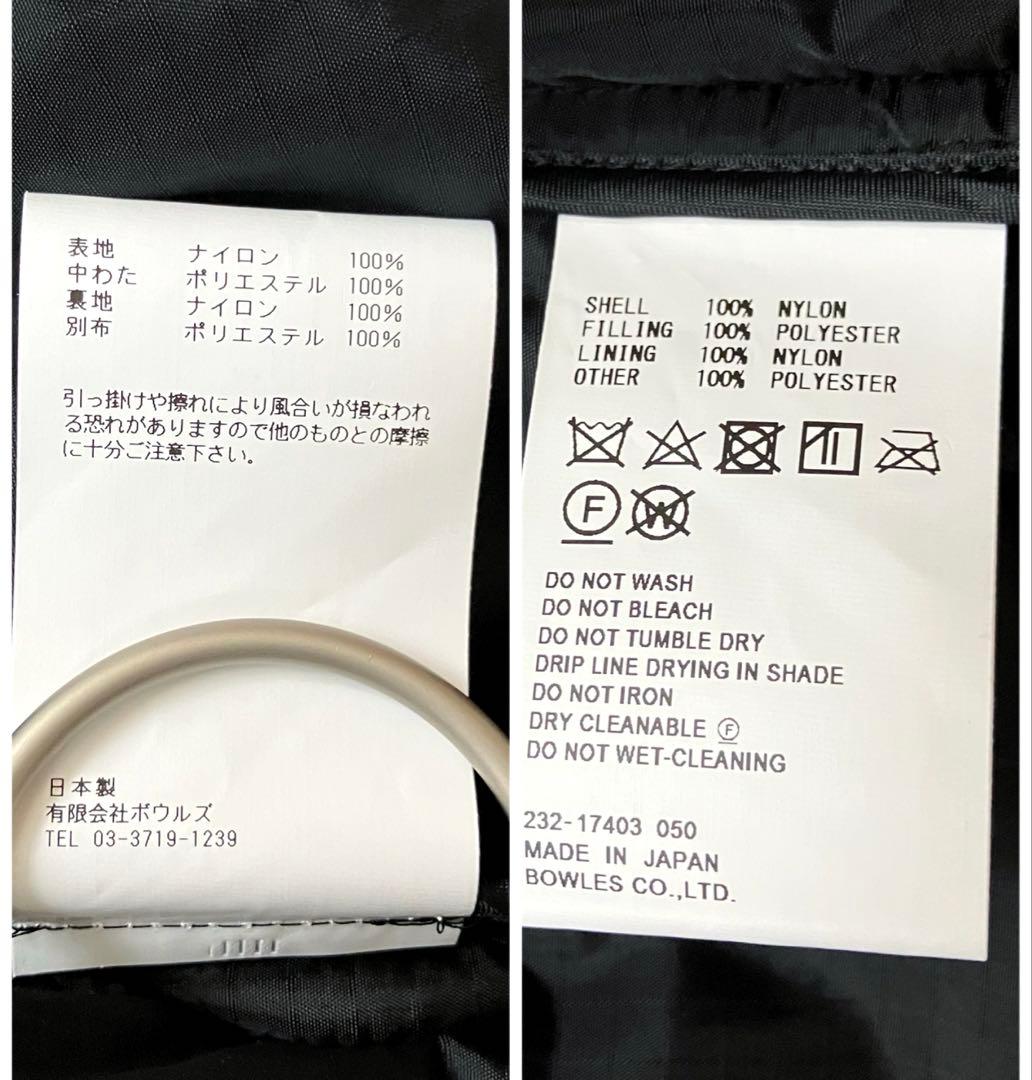 表地 ナイロン 100%
中わた ポリエステル 100%
裏地 ナイロン 100%
別布 ポリエステル 100%
引っ掛けや擦れにより風合いが損なわれ
る恐れがありますので他のものとの摩擦
に十分ご注意下さい。
日本製
有限会社ボウルズ
TEL 03-3719-1239
SHELL 100% NYLON
FILLING 100% POLYESTER
LINING 100% NYLON
OTHER 100% POLYESTER
F W
DO NOT WASH
DO NOT BLEACH
DO NOT TUMBLE DRY
DRIP LINE DRYING IN SHADE
DO NOT IRON
DRY CLEANABLE Ⓕ
DO NOT WET-CLEANING
232-17403 050
MADE IN JAPAN
BOWLES CO.,LTD.